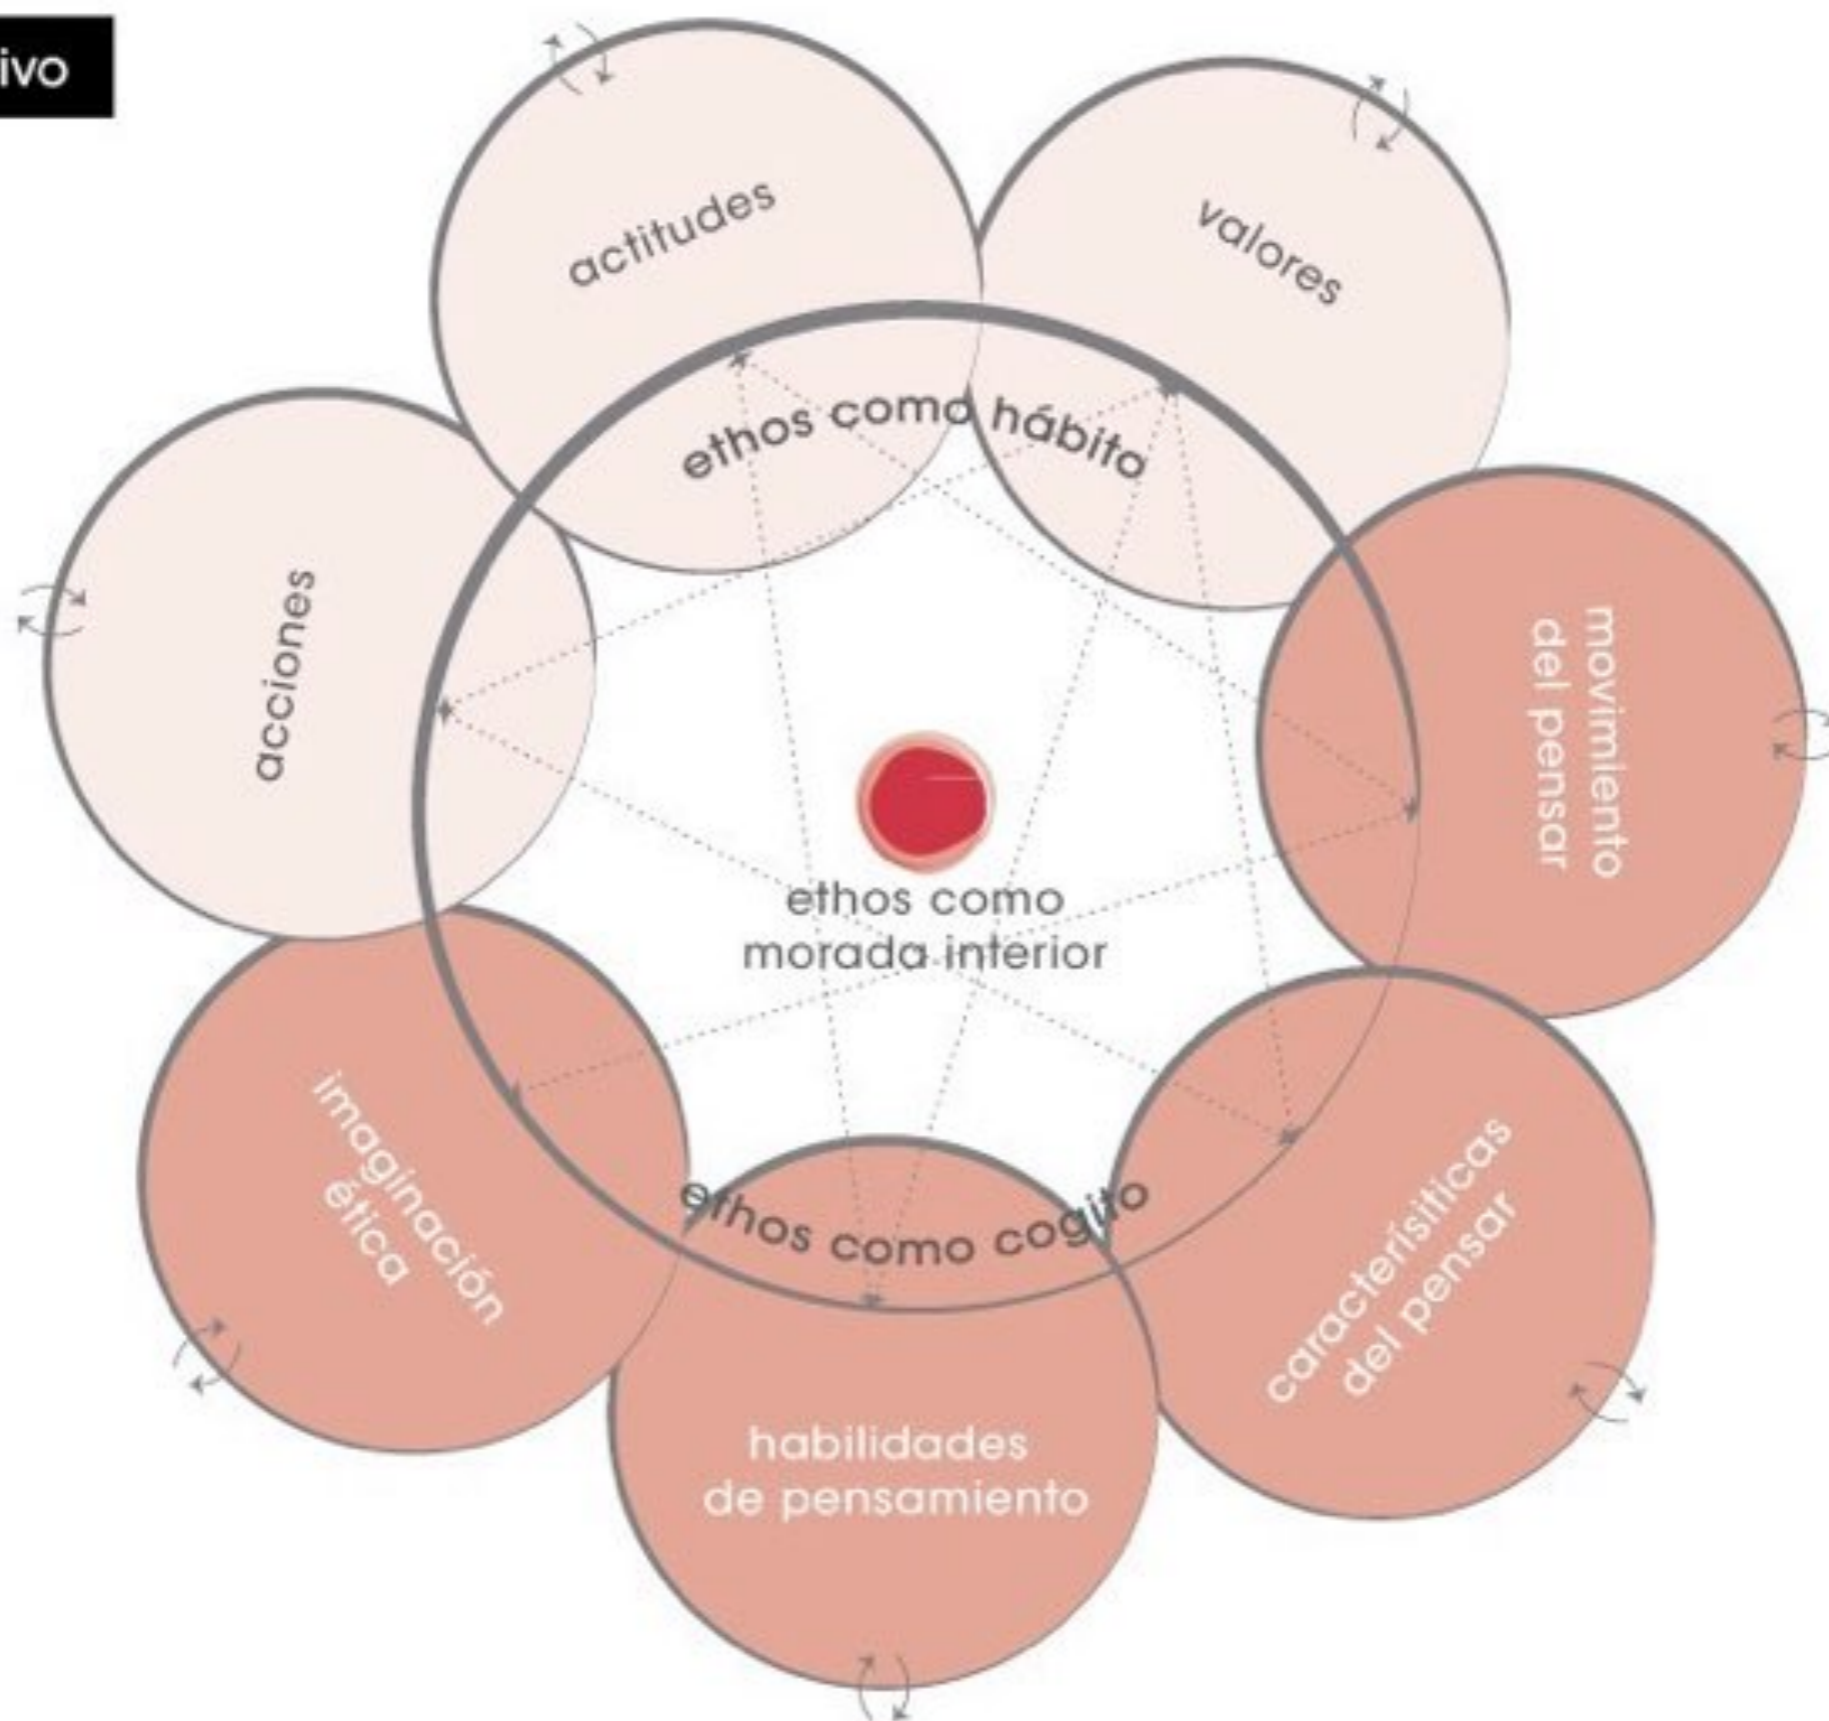 ivo
actitudes
valores
ethos como hábito
acciones
movimiento
del pensar
ethos como
morada interior
imaginación
ética
ethos como cogito
caracterísiticas
del pensar
habilidades
de pensamiento